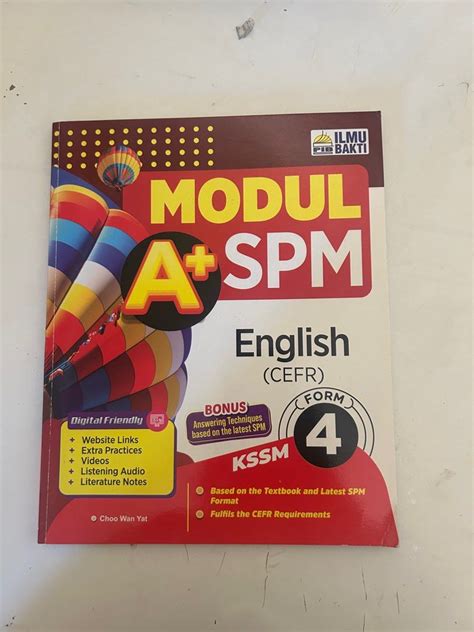 PIB
ILMU
BAKTI
MODUL
A+ SPM
English
(CEFR)
FORM
4
KSSM
BONUS
Answering Techniques
based on the latest SPM
Digital Friendly
+ Website Links
+ Extra Practices
+ Videos
+ Listening Audio
+ Literature Notes
Based on the Textbook and Latest SPM
Format
Fulfils the CEFR Requirements
Choo Wan Yat